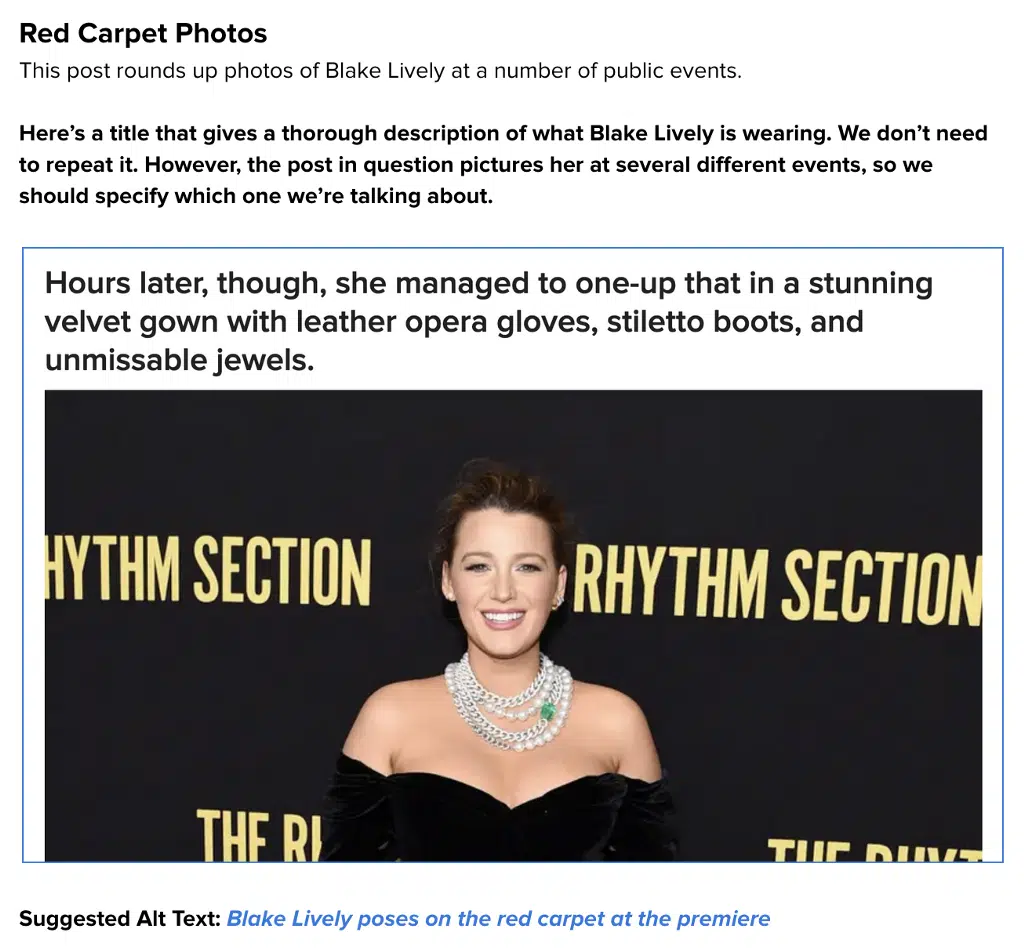 Red Carpet Photos
This post rounds up photos of Blake Lively at a number of public events.
Here’s a title that gives a thorough description of what Blake Lively is wearing. We don’t need
to repeat it. However, the post in question pictures her at several different events, so we
should specify which one we’re talking about.
Hours later, though, she managed to one-up that in a stunning
velvet gown with leather opera gloves, stiletto boots, and
unmissable jewels.
HYTHM SECTION
RHYTHM SECTION
THE RH
THE RHYT
Suggested Alt Text: Blake Lively poses on the red carpet at the premiere